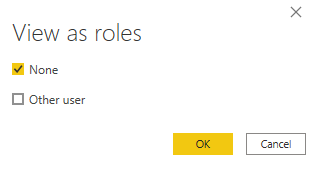 View as roles
None
Other user
OK
Cancel